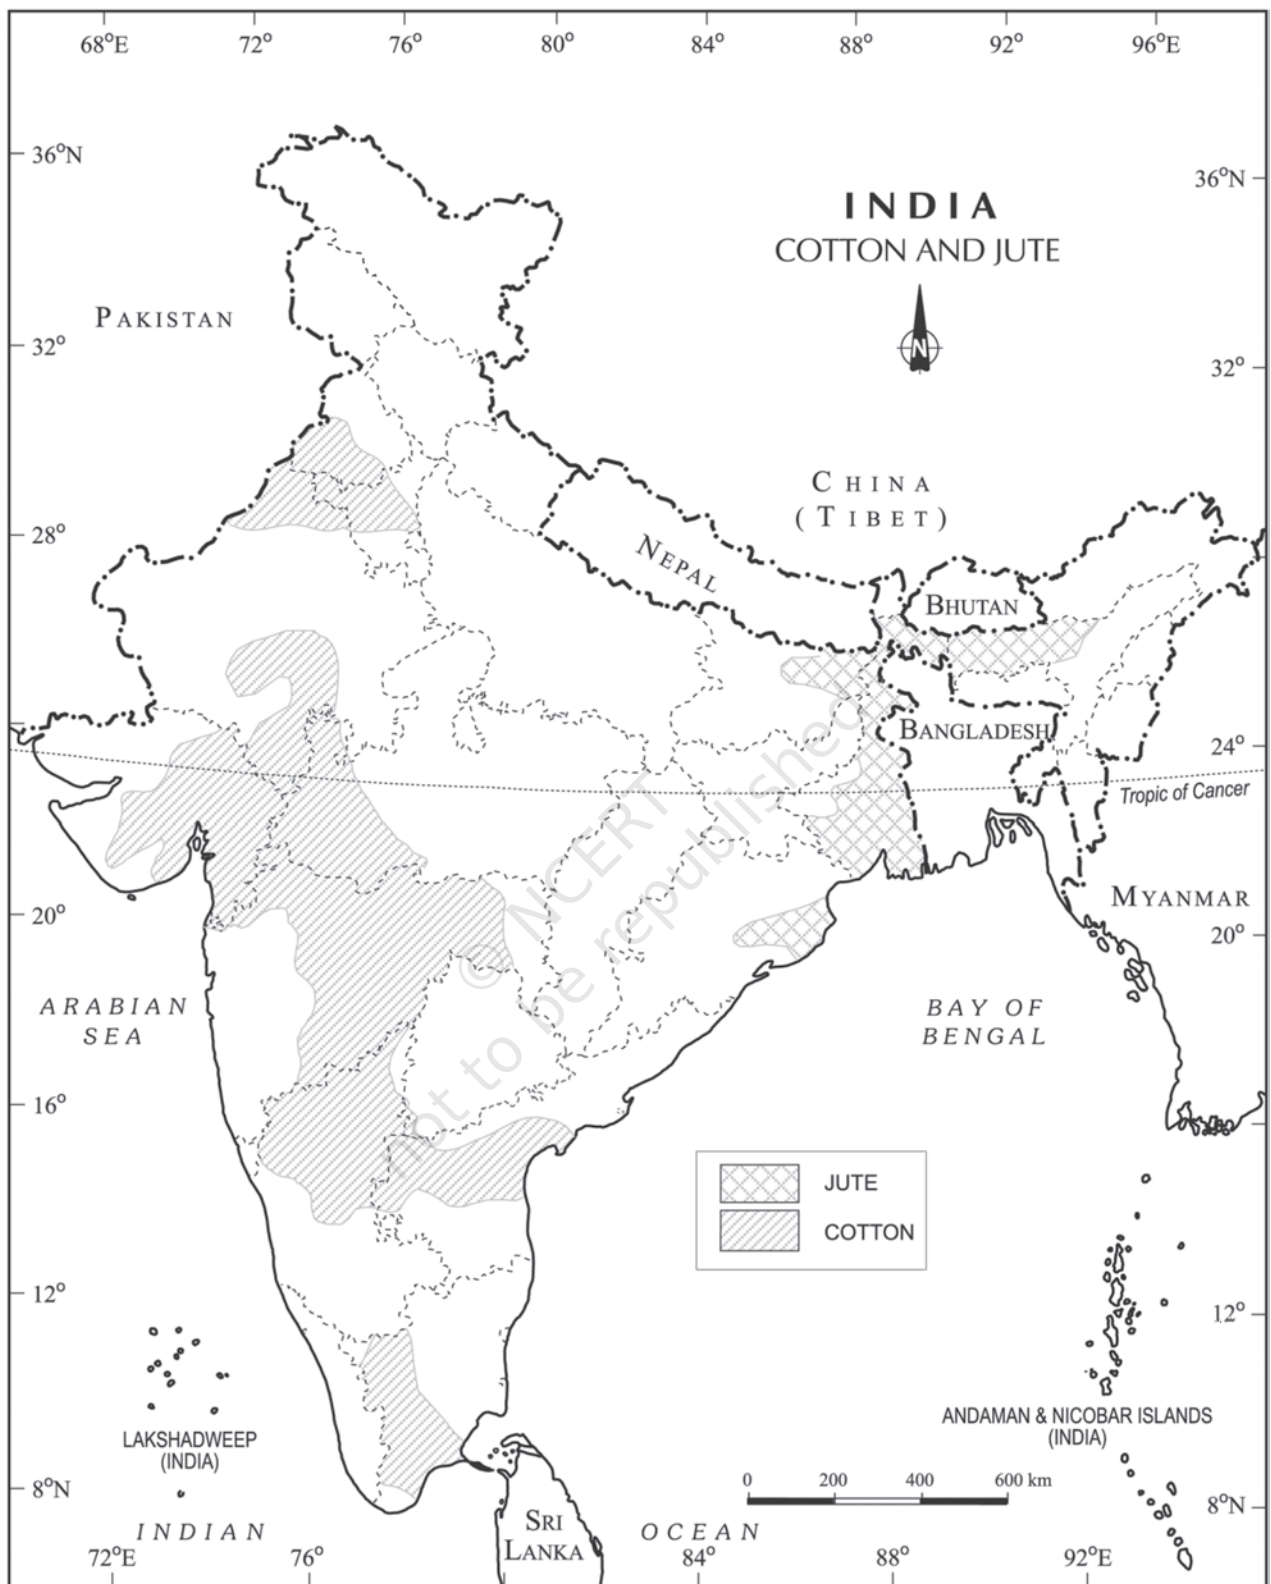 68°E 72° 76° 80° 84° 88° 92° 96°E
36°N
36°N
INDIA
COTTON AND JUTE
N
PAKISTAN
32°
32°
CHINA
(TIBET)
28°
NEPAL
BHUTAN
BANGLADESH
24°
Tropic of Cancer
© NCERT
not to be republished
MYANMAR
20°
20°
ARABIAN
SEA
BAY OF
BENGAL
16°
JUTE
COTTON
12°
12°
LAKSHADWEEP
(INDIA)
ANDAMAN & NICOBAR ISLANDS
(INDIA)
0 200 400 600 km
8°N
8°N
INDIAN OCEAN
SRI
LANKA
72°E 76° 84° 88° 92°E